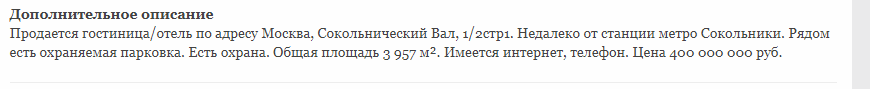 Дополнительное описание
Продается гостиница/отель по адресу Москва, Сокольнический Вал, 1/2стр1. Недалеко от станции метро Сокольники. Рядом
есть охраняемая парковка. Есть охрана. Общая площадь 3 957 м². Имеется интернет, телефон. Цена 400 000 000 руб.